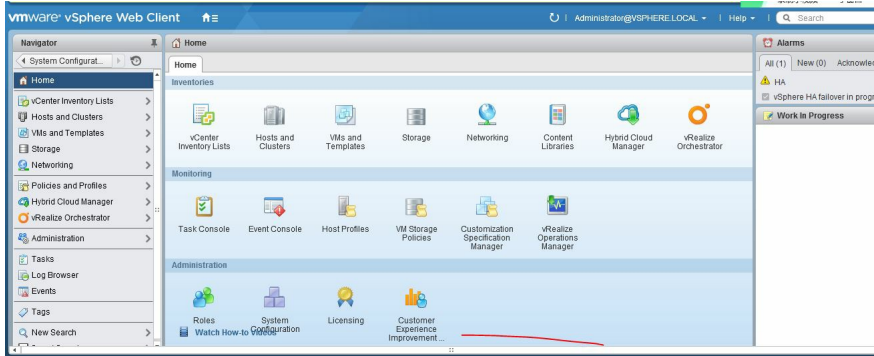 vmware® vSphere Web Client
Administrator@VSPHERE.LOCAL
Help
Search
Navigator
System Configurat...
Home
vCenter Inventory Lists
Hosts and Clusters
VMs and Templates
Storage
Networking
Policies and Profiles
Hybrid Cloud Manager
vRealize Orchestrator
Administration
Tasks
Log Browser
Events
Tags
New Search
Home
Home
Inventories
vCenter
Inventory Lists
Hosts and
Clusters
VMs and
Templates
Storage
Networking
Content
Libraries
Hybrid Cloud
Manager
vRealize
Orchestrator
Monitoring
Task Console
Event Console
Host Profiles
VM Storage
Policies
Customization
Specification
Manager
vRealize
Operations
Manager
Administration
Roles
System
Configuration
Licensing
Customer
Experience
Improvement ...
Watch How-to Videos
Alarms
All (1)
New (0)
Acknowled
HA
vSphere HA failover in progr
Work In Progress